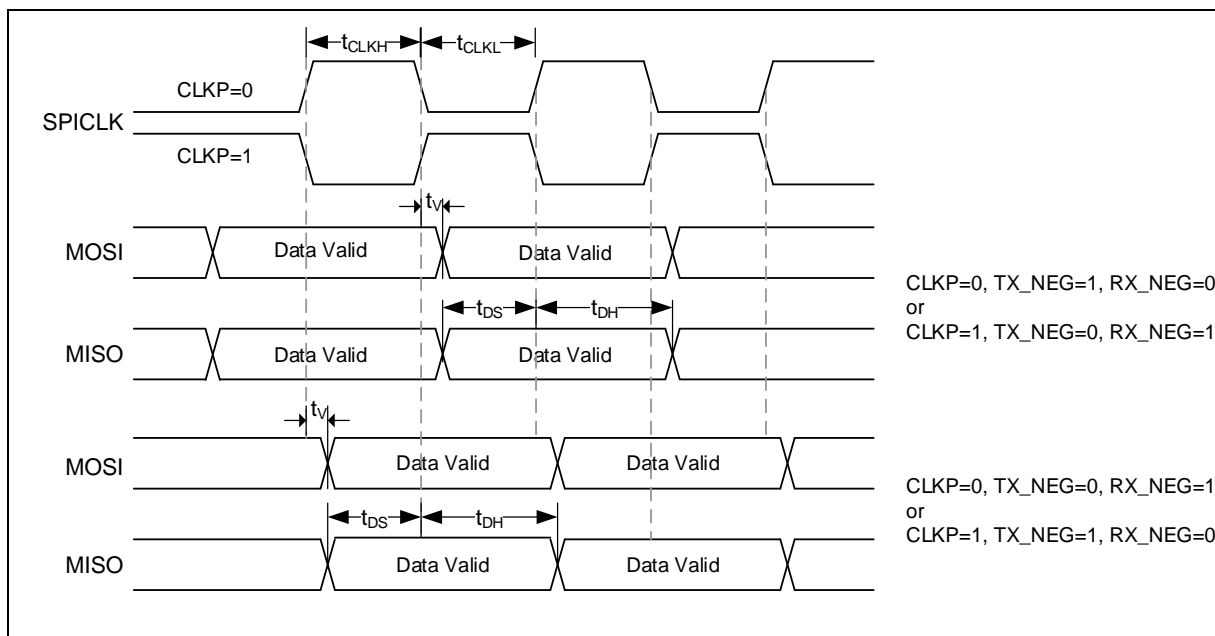 tCLKH
tCLKL
CLKP=0
SPICLK
CLKP=1
tV
MOSI
Data Valid
Data Valid
CLKP=0, TX_NEG=1, RX_NEG=0
or
CLKP=1, TX_NEG=0, RX_NEG=1
tDS
tDH
MISO
Data Valid
Data Valid
tV
MOSI
Data Valid
Data Valid
CLKP=0, TX_NEG=0, RX_NEG=1
or
CLKP=1, TX_NEG=1, RX_NEG=0
tDS
tDH
MISO
Data Valid
Data Valid